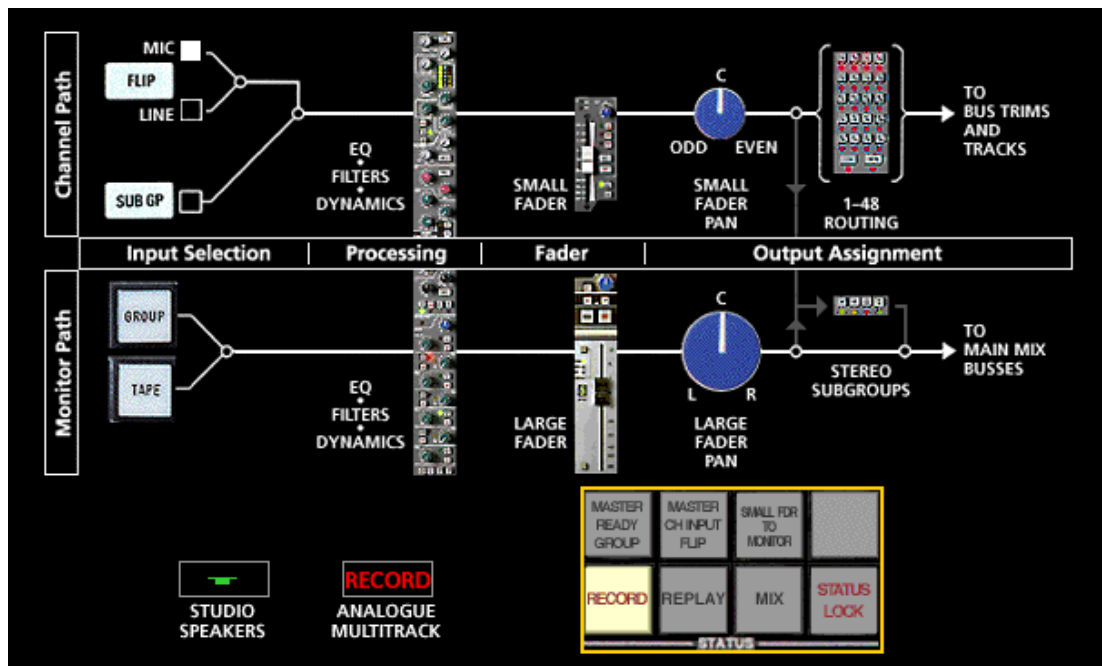 Channel Path
MIC
FLIP
LINE
SUB GP
EQ
•
FILTERS
•
DYNAMICS
SMALL
FADER
C
ODD EVEN
SMALL
FADER
PAN
1–48
ROUTING
TO
BUS TRIMS
AND
TRACKS
Input Selection
Processing
Fader
Output Assignment
Monitor Path
GROUP
TAPE
EQ
•
FILTERS
•
DYNAMICS
LARGE
FADER
C
L R
LARGE
FADER
PAN
STEREO
SUBGROUPS
TO
MAIN MIX
BUSSES
STUDIO
SPEAKERS
RECORD
ANALOGUE
MULTITRACK
MASTER
READY
GROUP
MASTER
CH INPUT
FLIP
SMALL FDR
TO
MONITOR
RECORD
REPLAY
MIX
STATUS
LOCK
STATUS